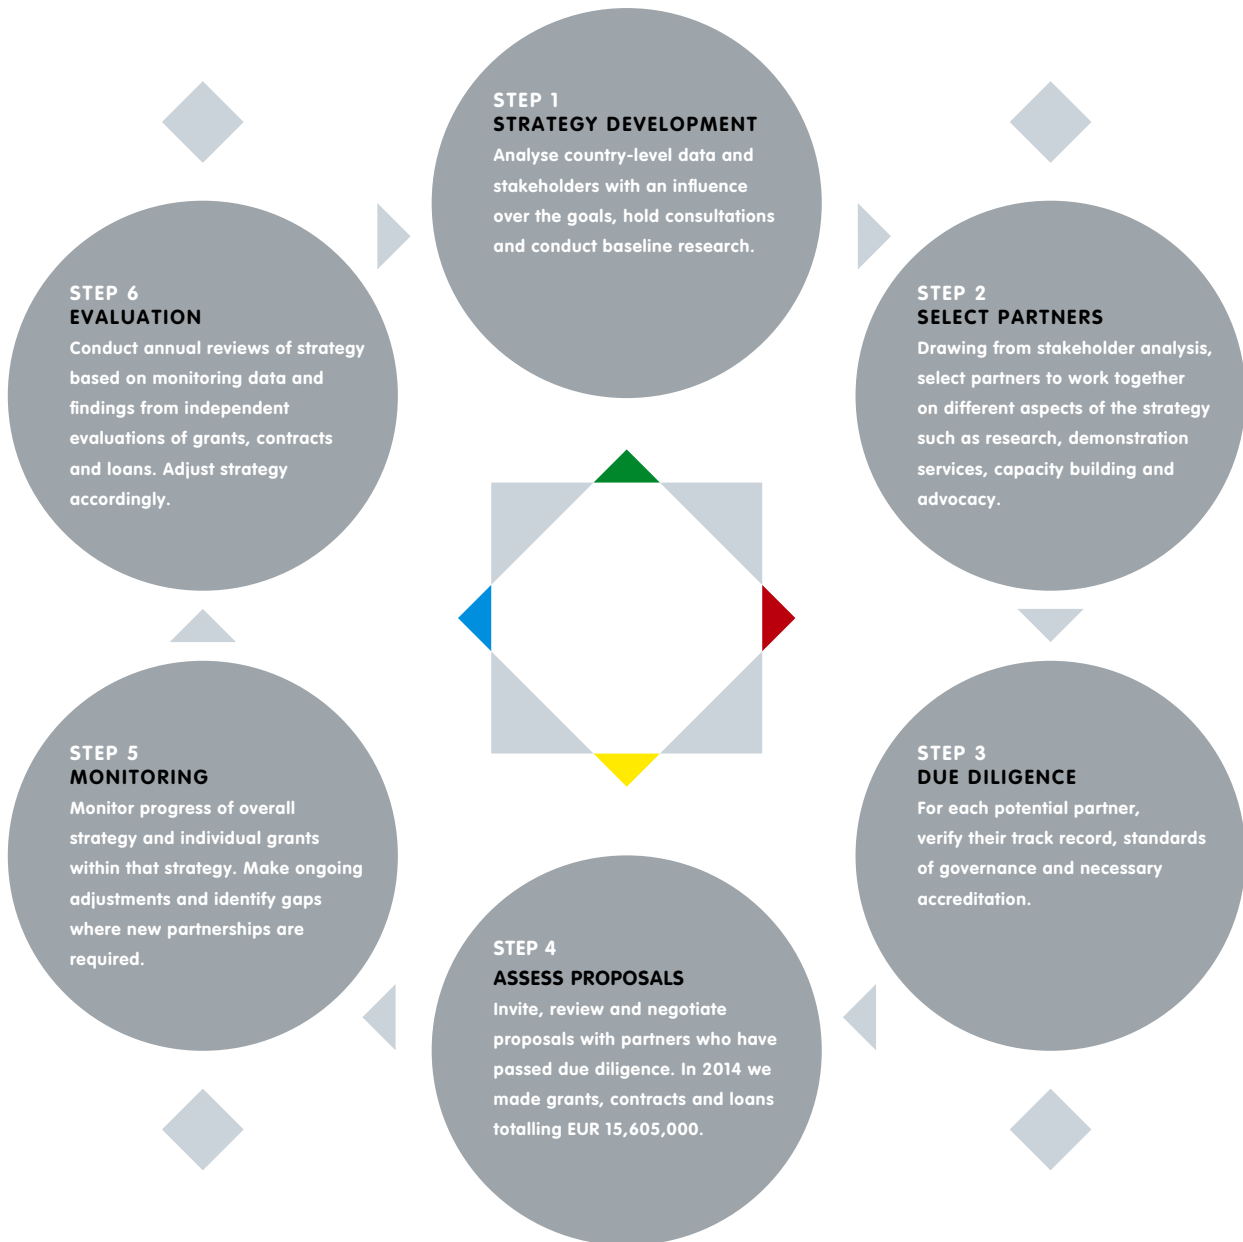 STEP 1
STRATEGY DEVELOPMENT
Analyse country-level data and
stakeholders with an influence
over the goals, hold consultations
and conduct baseline research.
STEP 2
SELECT PARTNERS
Drawing from stakeholder analysis,
select partners to work together
on different aspects of the strategy
such as research, demonstration
services, capacity building and
advocacy.
STEP 3
DUE DILIGENCE
For each potential partner,
verify their track record, standards
of governance and necessary
accreditation.
STEP 4
ASSESS PROPOSALS
Invite, review and negotiate
proposals with partners who have
passed due diligence. In 2014 we
made grants, contracts and loans
totalling EUR 15,605,000.
STEP 5
MONITORING
Monitor progress of overall
strategy and individual grants
within that strategy. Make ongoing
adjustments and identify gaps
where new partnerships are
required.
STEP 6
EVALUATION
Conduct annual reviews of strategy
based on monitoring data and
findings from independent
evaluations of grants, contracts
and loans. Adjust strategy
accordingly.